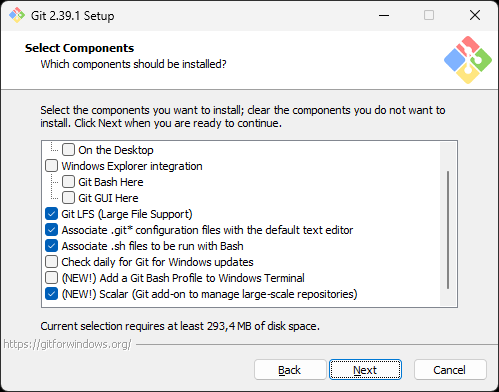 Git 2.39.1 Setup
Select Components
Which components should be installed?
Select the components you want to install; clear the components you do not want to
install. Click Next when you are ready to continue.
On the Desktop
Windows Explorer integration
Git Bash Here
Git GUI Here
Git LFS (Large File Support)
Associate .git* configuration files with the default text editor
Associate .sh files to be run with Bash
Check daily for Git for Windows updates
(NEW!) Add a Git Bash Profile to Windows Terminal
(NEW!) Scalar (Git add-on to manage large-scale repositories)
Current selection requires at least 293,4 MB of disk space.
https://gitforwindows.org/
Back
Next
Cancel